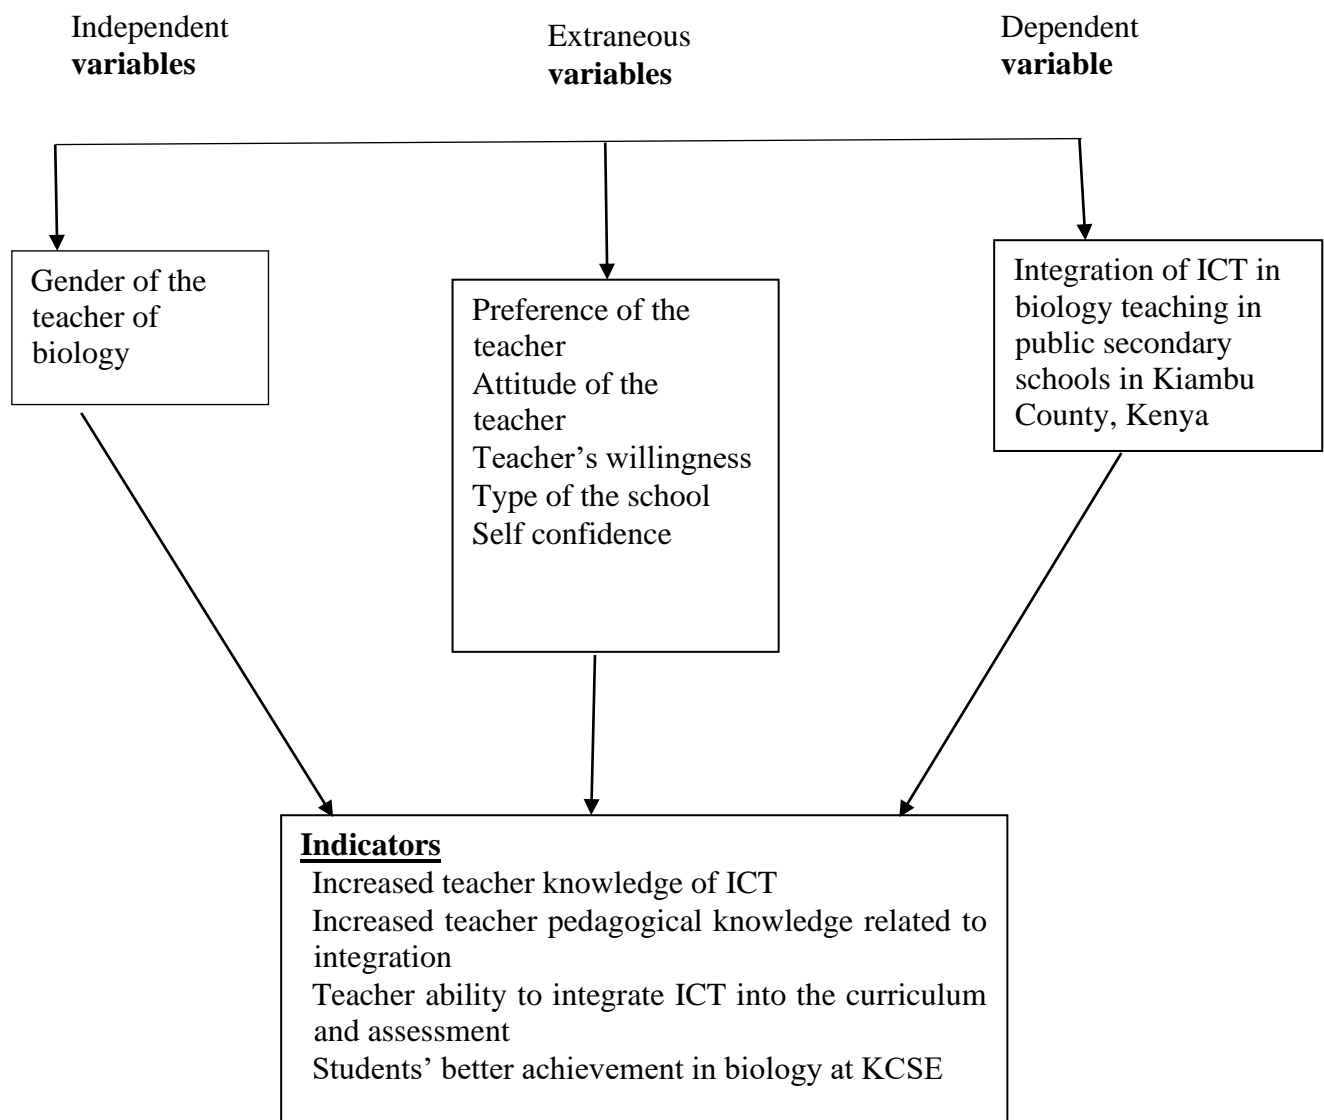 Independent
variables
Extraneous
variables
Dependent
variable
Gender of the
teacher of
biology
Preference of the
teacher
Attitude of the
teacher
Teacher’s willingness
Type of the school
Self confidence
Integration of ICT in
biology teaching in
public secondary
schools in Kiambu
County, Kenya
Indicators
Increased teacher knowledge of ICT
Increased teacher pedagogical knowledge related to
integration
Teacher ability to integrate ICT into the curriculum
and assessment
Students’ better achievement in biology at KCSE